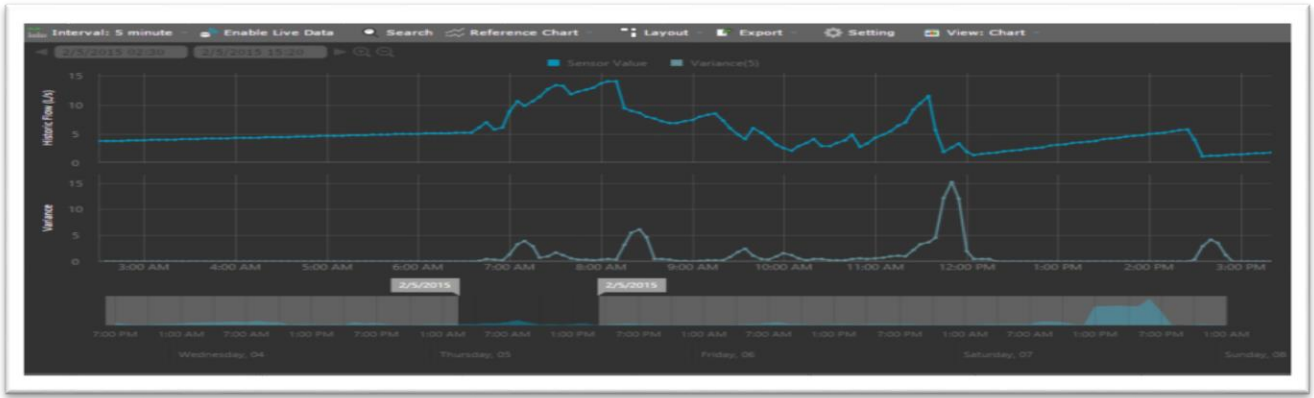 Interval: 5 minute Enable Live Data Search Reference Chart Layout Export Setting View: Chart
2/5/2015 02:30 2/5/2015 15:20
Sensor Value Variance(5)
Historic Flow (L/s)
15
10
5
0
Variance
15
10
5
0
3:00 AM 4:00 AM 5:00 AM 6:00 AM 7:00 AM 8:00 AM 9:00 AM 10:00 AM 11:00 AM 12:00 PM 1:00 PM 2:00 PM 3:00 PM
2/5/2015 2/5/2015
7:00 PM 1:00 AM 7:00 AM 1:00 PM 7:00 PM 1:00 AM 7:00 AM 1:00 PM 7:00 PM 1:00 AM 7:00 AM 1:00 PM 7:00 PM 1:00 AM 7:00 AM 1:00 PM 7:00 PM 1:00 AM
Wednesday, 04 Thursday, 05 Friday, 06 Saturday, 07 Sunday, 08